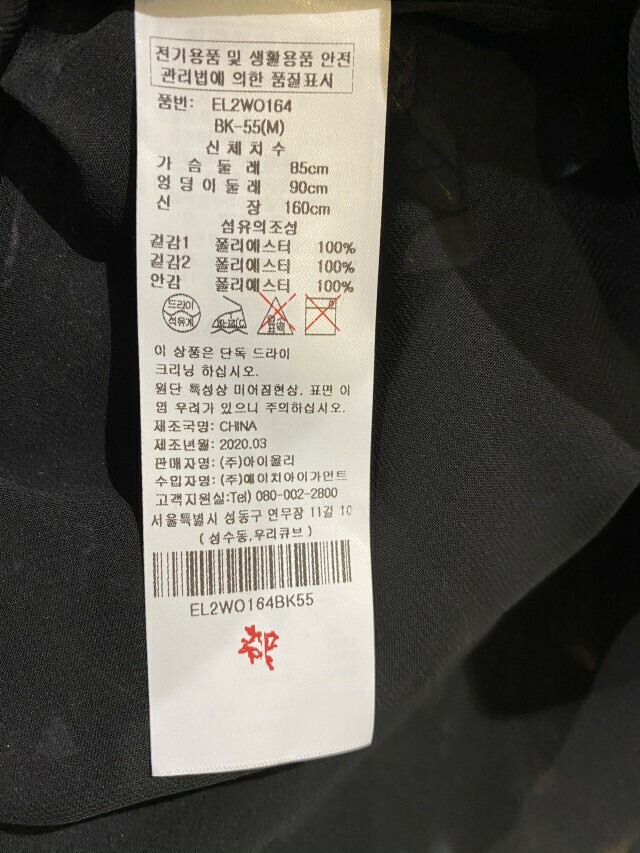 전기용품 및 생활용품 안전
관리법에 의한 품질표시
품번: EL2WO164
BK-55(M)
신체치수
가슴둘레 85cm
엉덩이둘레 90cm
신장 160cm
섬유의조성
겉감1 폴리에스터 100%
겉감2 폴리에스터 100%
안감 폴리에스터 100%
드라이
석유계
이 상품은 단독 드라이
크리닝 하십시오.
원단 특성상 미어짐현상, 표면 이
염 우려가 있으니 주의하십시오.
제조국명: CHINA
제조년월: 2020.03
판매자명: (주)아이올리
수입자명: (주)에이치아이가먼트
고객지원실:Tel) 080-002-2800
서울특별시 성동구 연무장 11길 10
(성수동,우리큐브)
EL2WO164BK55